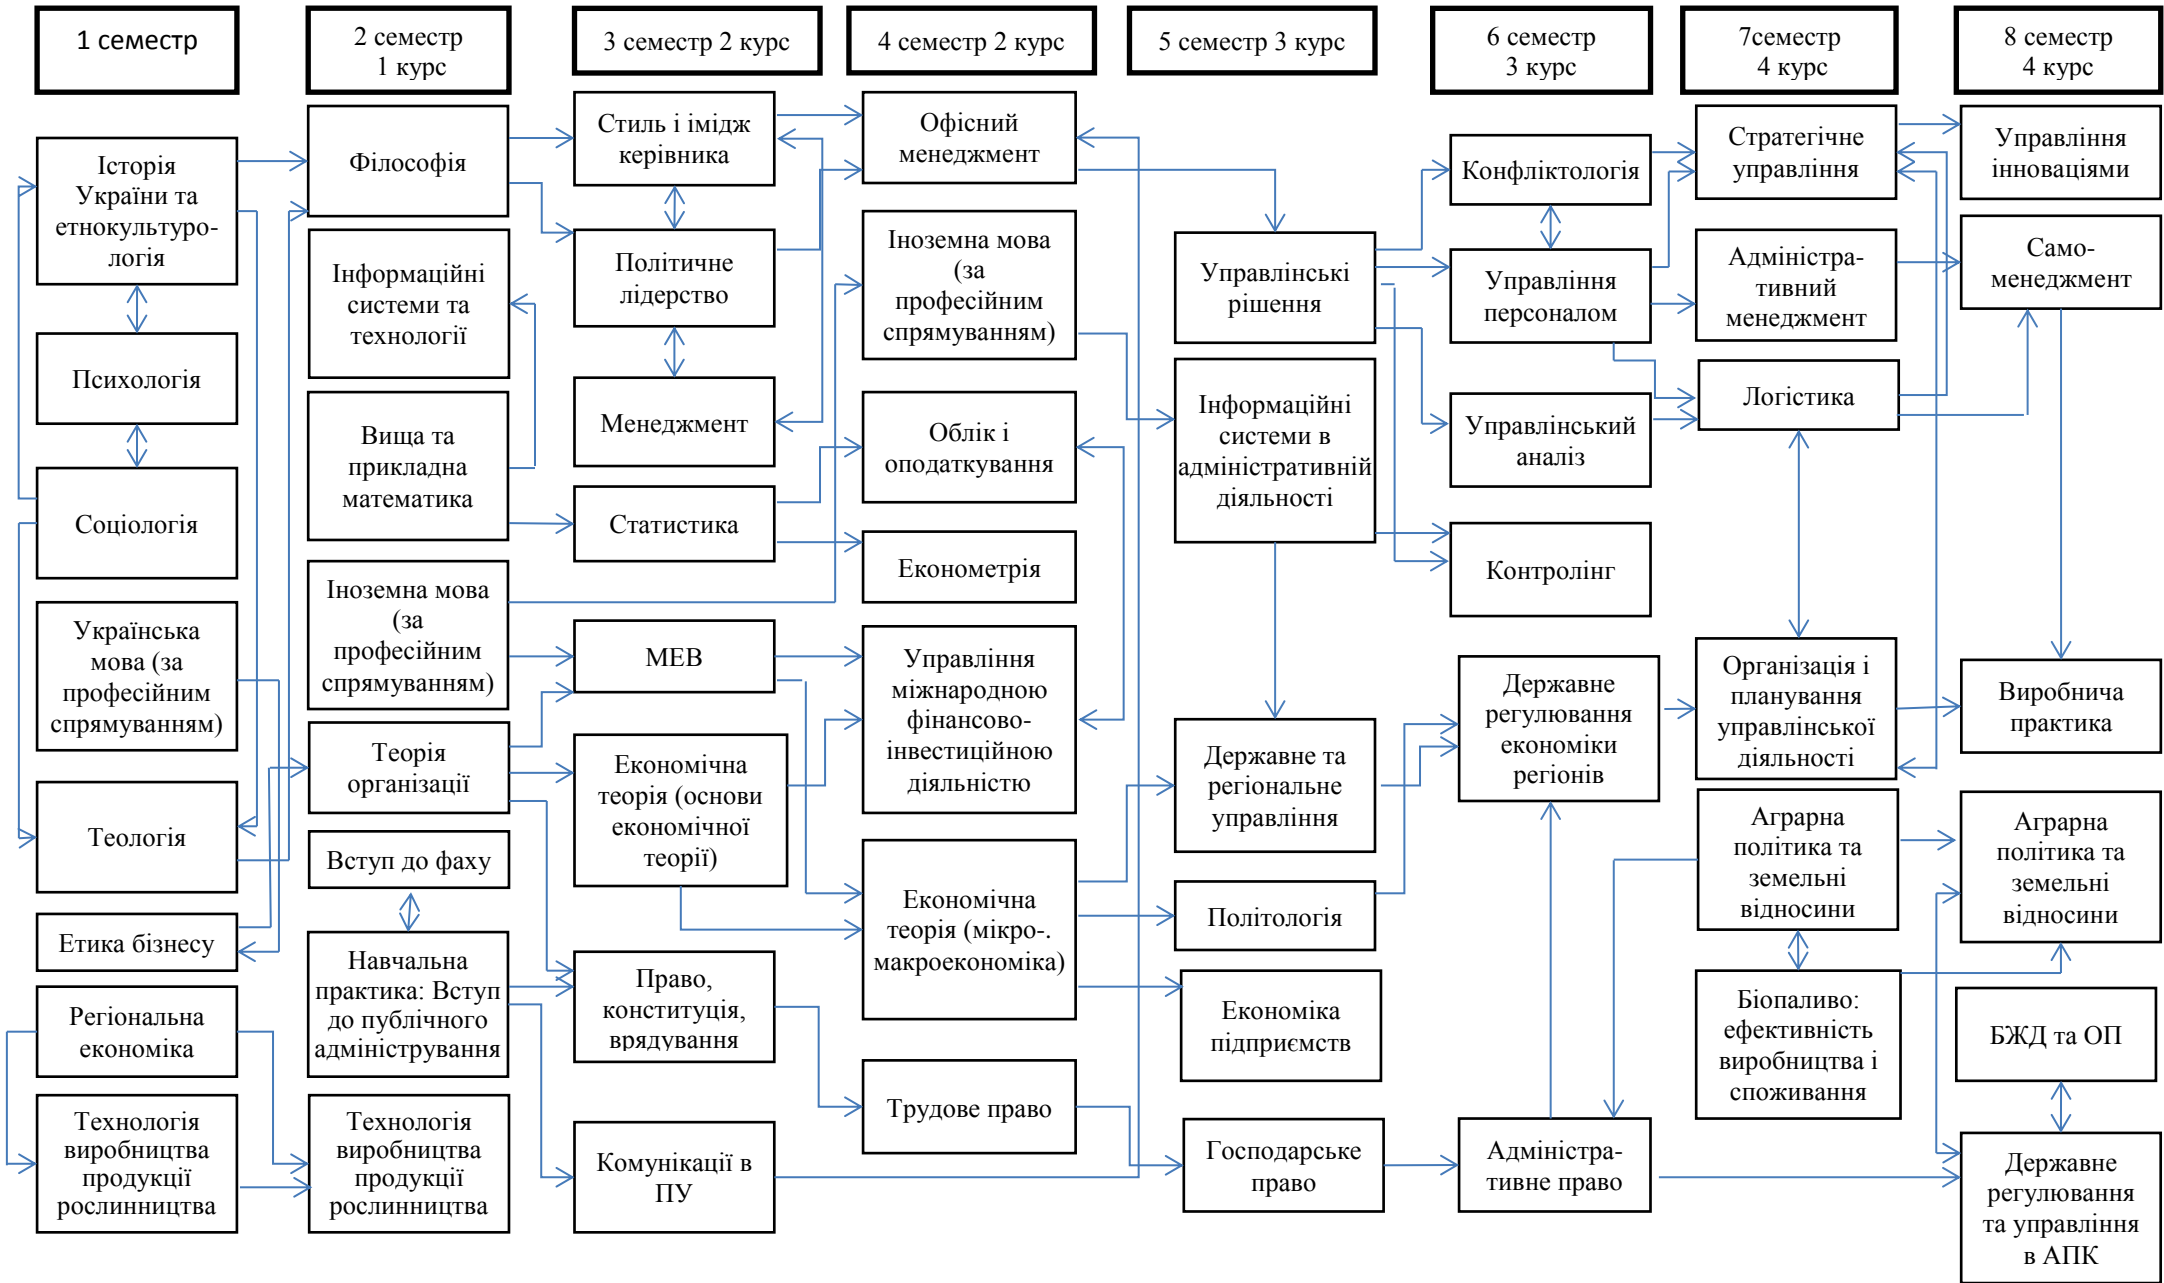 1 семестр
2 семестр
1 курс
3 семестр 2 курс
4 семестр 2 курс
5 семестр 3 курс
6 семестр
3 курс
7семестр
4 курс
8 семестр
4 курс
Історія
України та
етнокультуро-
логія
Психологія
Соціологія
Українська
мова (за
професійним
спрямуванням)
Теологія
Етика бізнесу
Регіональна
економіка
Технологія
виробництва
продукції
рослинництва
Філософія
Інформаційні
системи та
технології
Вища та
прикладна
математика
Іноземна мова
(за
професійним
спрямуванням)
Теорія
організації
Вступ до фаху
Навчальна
практика: Вступ
до публічного
адміністрування
Технологія
виробництва
продукції
рослинництва
Стиль і імідж
керівника
Політичне
лідерство
Менеджмент
Статистика
МЕВ
Економічна
теорія (основи
економічної
теорії)
Право,
конституція,
врядування
Комунікації в
ПУ
Офісний
менеджмент
Іноземна мова
(за
професійним
спрямуванням)
Облік і
оподаткування
Економетрія
Управління
міжнародною
фінансово-
інвестиційною
діяльністю
Економічна
теорія (мікро-.
макроекономіка)
Трудове право
Управлінські
рішення
Інформаційні
системи в
адміністративній
діяльності
Державне та
регіональне
управління
Політологія
Економіка
підприємств
Господарське
право
Конфліктологія
Управління
персоналом
Управлінський
аналіз
Контролінг
Державне
регулювання
економіки
регіонів
Адміністра-
тивне право
Стратегічне
управління
Адміністра-
тивний
менеджмент
Логістика
Організація і
планування
управлінської
діяльності
Аграрна
політика та
земельні
відносини
Біопаливо:
ефективність
виробництва і
споживання
Управління
інноваціями
Само-
менеджмент
Виробнича
практика
Аграрна
політика та
земельні
відносини
БЖД та ОП
Державне
регулювання
та управління
в АПК